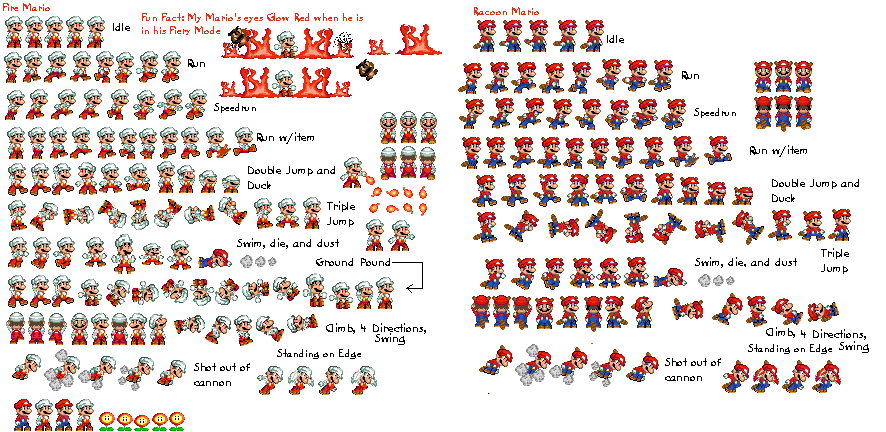 Fire Mario
Fun Fact: My Mario's eyes Glow Red when he is
in his Fiery Mode
Idle
Run
Speedrun
Run w/item
Double Jump and
Duck
Triple
Jump
Swim, die, and dust
Ground Pound
Climb, 4 Directions,
Swing
Standing on Edge
Shot out of
cannon
Racoon Mario
Idle
Run
Speedrun
Run w/item
Double Jump and
Duck
Triple
Jump
Swim, die, and dust
Climb, 4 Directions,
Swing
Standing on Edge
Shot out of
cannon